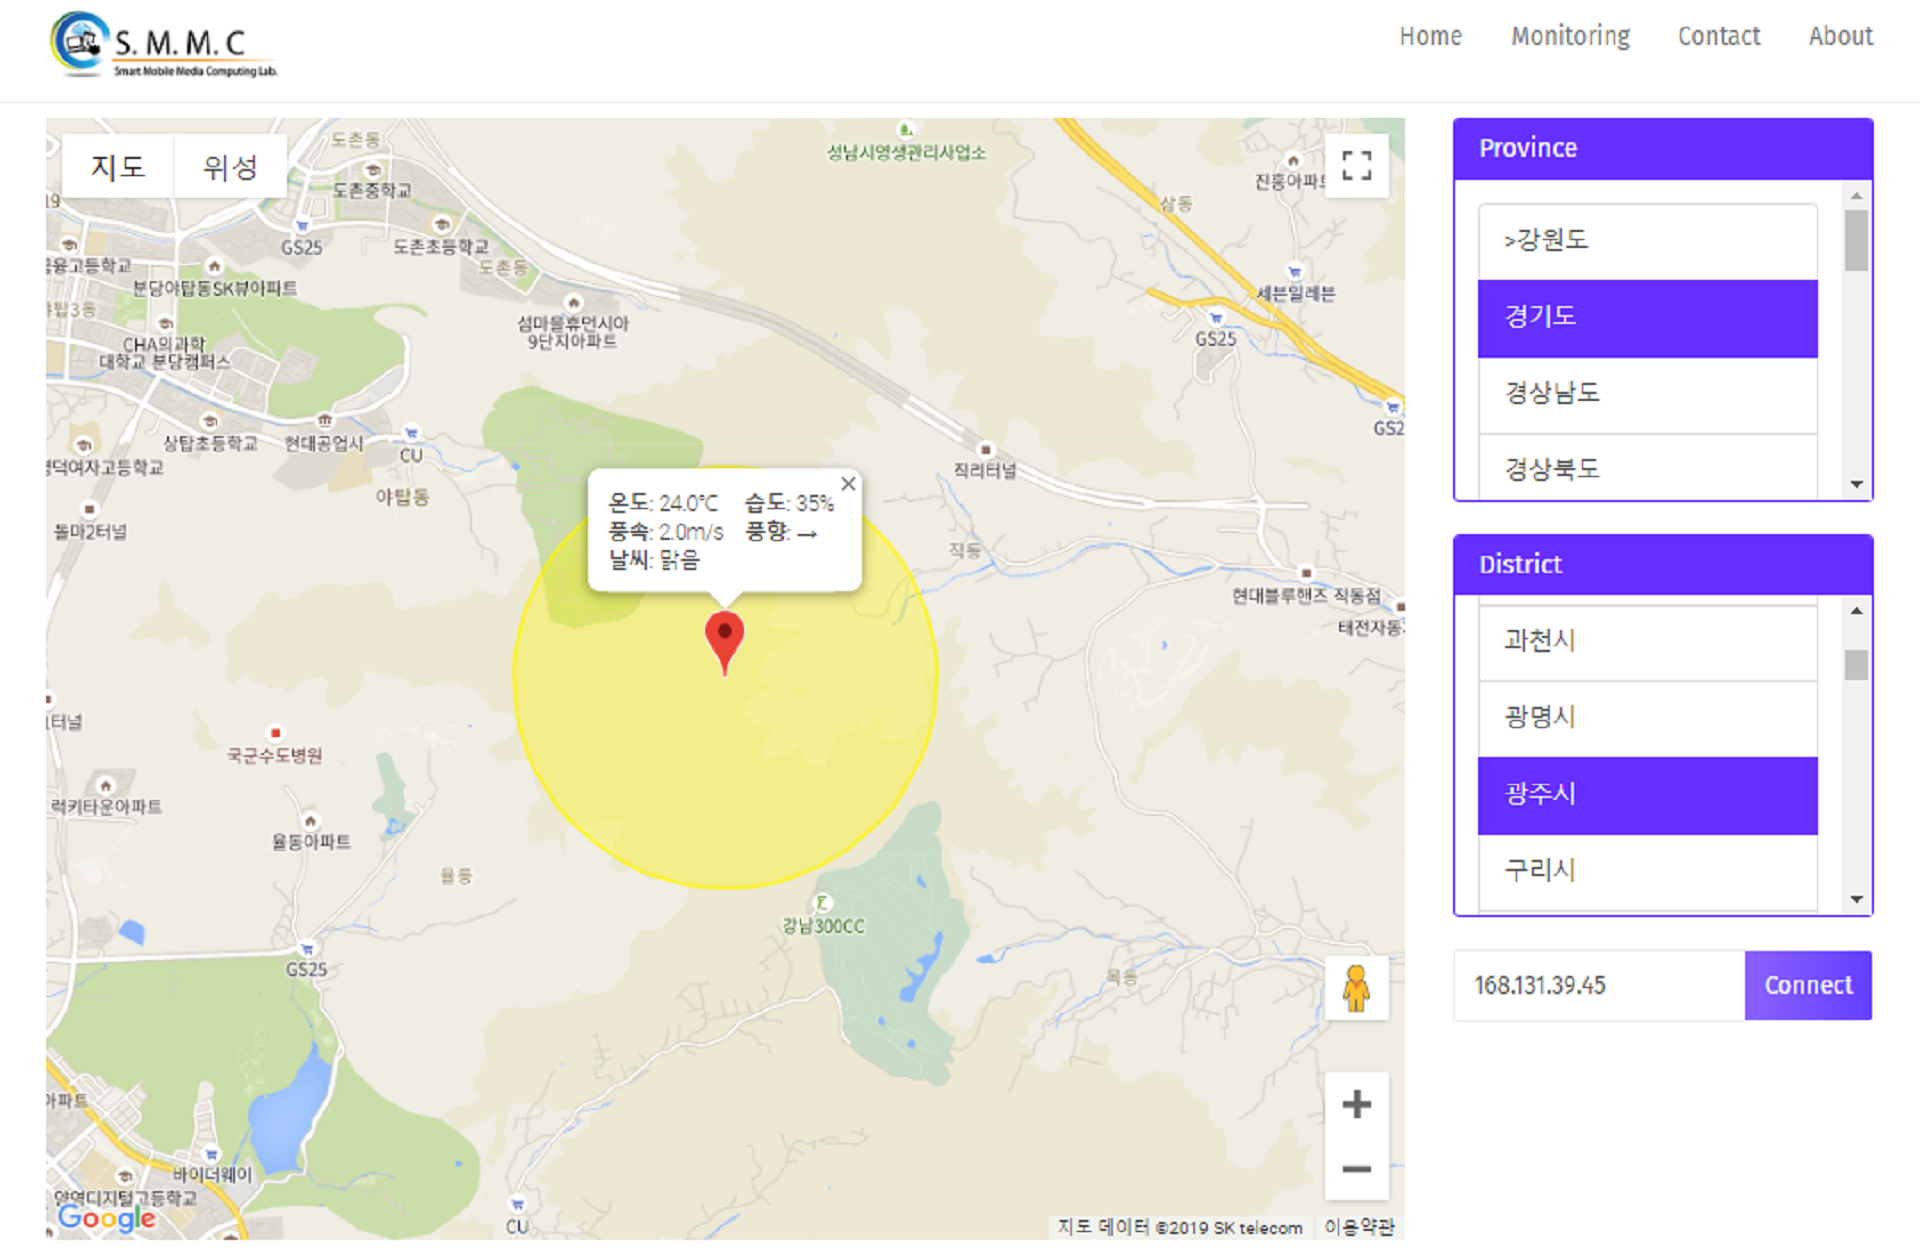 S. M. M. C
Smart Mobile Media Computing Lab.
Home
Monitoring
Contact
About
지도
위성
도촌동
도촌중학교
성남시영생관리사업소
진흥아파트
삼동
GS25
도촌초등학교
도촌동
분당야탑동SK뷰아파트
세븐일레븐
섬마을휴먼시아
9단지아파트
GS25
CHA의과학
대학교 분당캠퍼스
상탑초등학교
현대공업사
CU
GS2
직리터널
야탑동
돌마2터널
온도: 24.0℃ 습도: 35%
풍속: 2.0m/s 풍향: →
날씨: 맑음
직동
현대블루핸즈 직동점
태전자동
터널
국군수도병원
럭키타운아파트
율동아파트
율동
강남300CC
GS25
목동
아파트
바이더웨이
양영디지털고등학교
Google
CU
지도 데이터 ©2019 SK telecom
이용약관
Province
>강원도
경기도
경상남도
경상북도
District
과천시
광명시
광주시
구리시
168.131.39.45
Connect